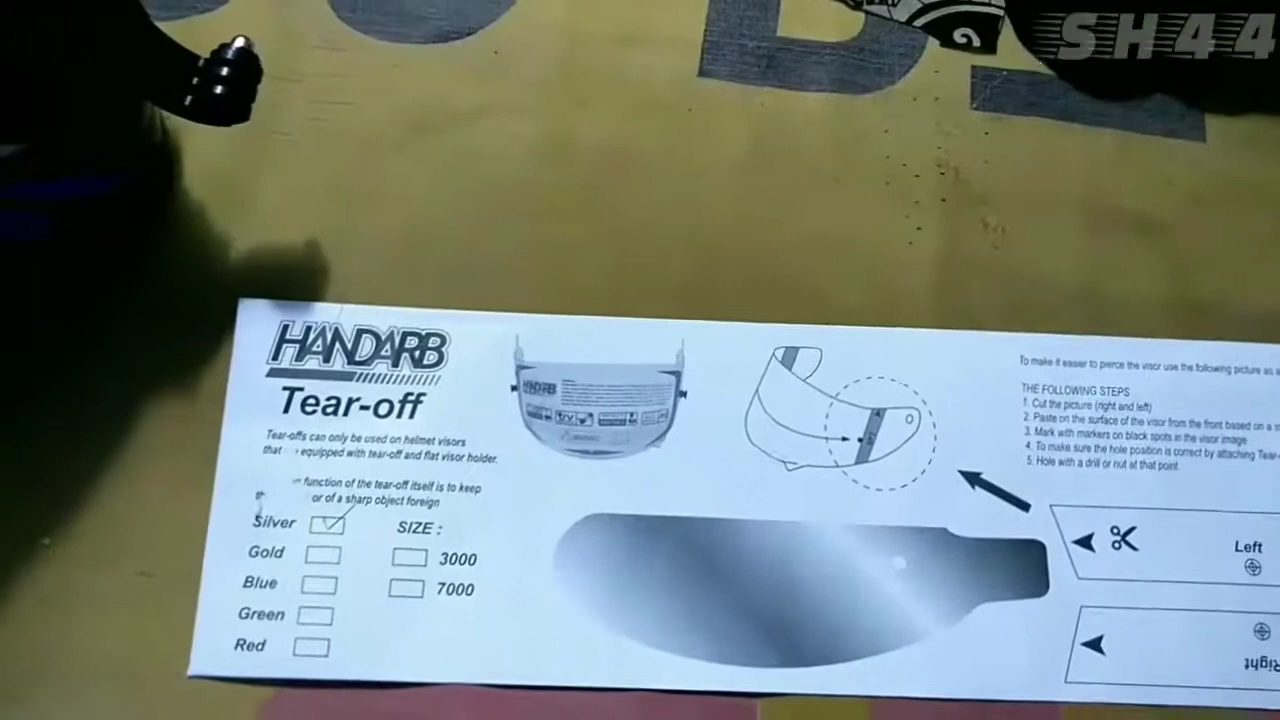 SH44
HANDARB
Tear-off
Tear-offs can only be used on helmet visors
that equipped with tear-off and flat visor holder.
function of the tear-off itself is to keep
or of a sharp object foreign
Silver
Gold
Blue
Green
Red
SIZE :
3000
7000
HANDARB
To make it easier to pierce the visor use the following picture as
THE FOLLOWING STEPS
1. Cut the picture (right and left)
2. Paste on the surface of the visor from the front based on a
3. Mark with markers on black spots in the visor image
4. To make sure the hole position is correct by attaching Tear-
5. Hole with a drill or nut at that point
Left
Right